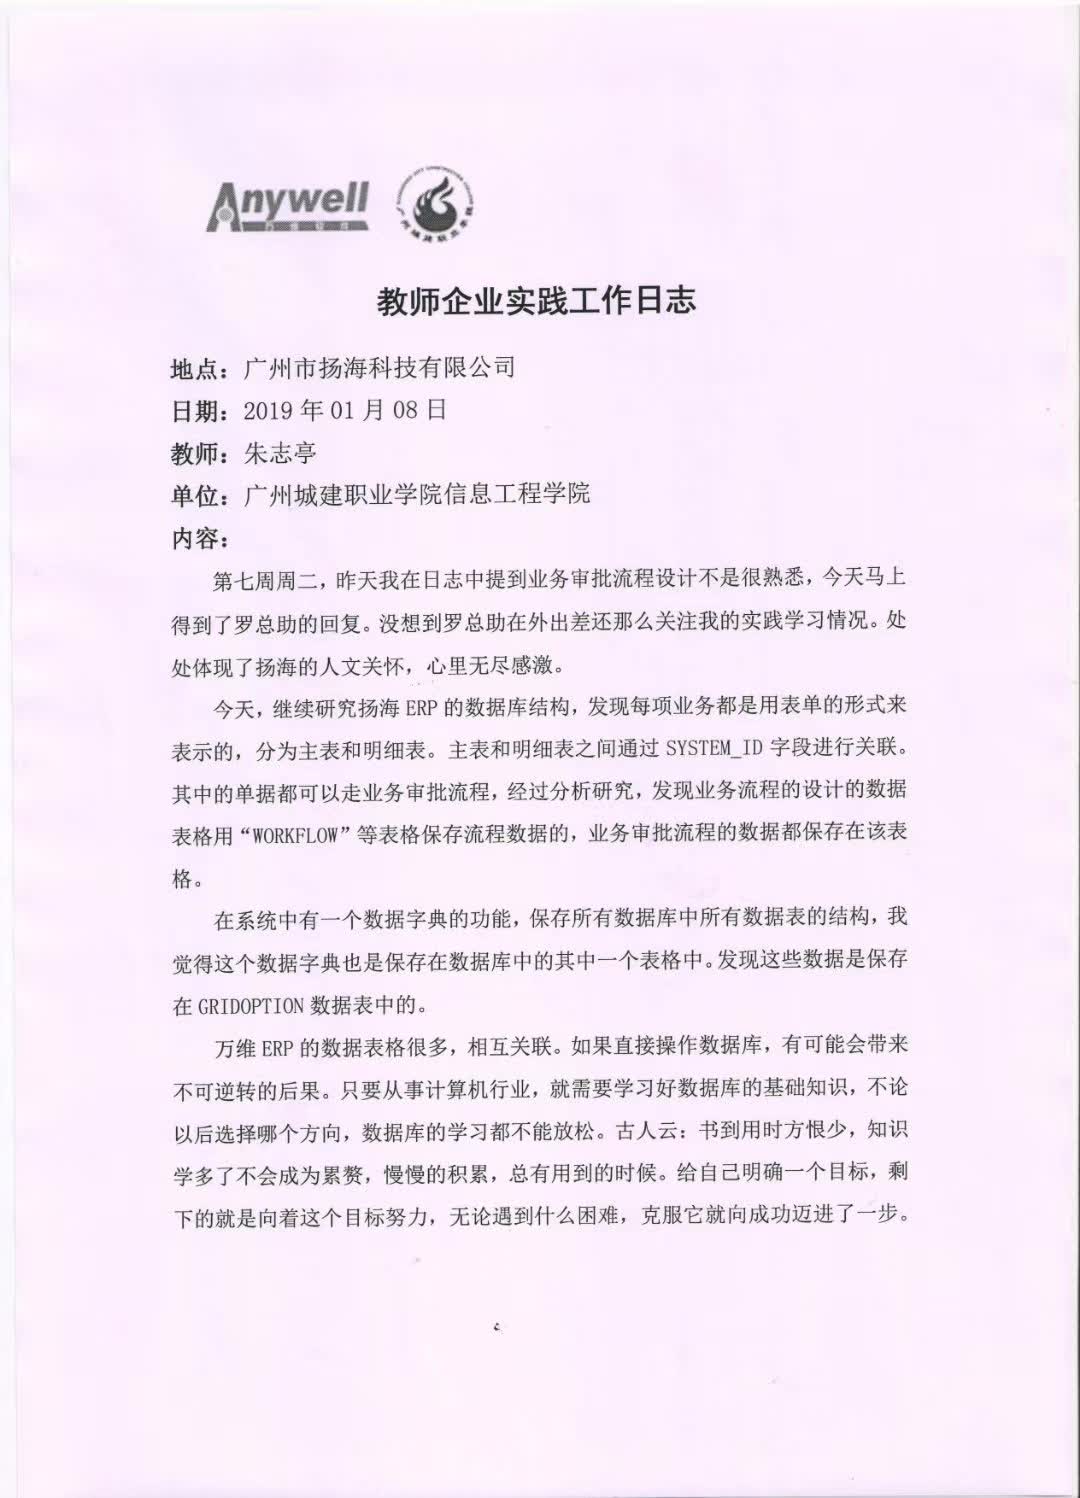 Anywell
教师企业实践工作日志
地点：广州市扬海科技有限公司
日期：2019 年 01 月 08 日
教师：朱志亭
单位：广州城建职业学院信息工程学院
内容：
第七周周二，昨天我在日志中提到业务审批流程设计不是很熟悉，今天马上
得到了罗总助的回复。没想到罗总助在外出差还那么关注我的实践学习情况。处
处体现了扬海的人文关怀，心里无尽感激。
今天，继续研究扬海 ERP 的数据库结构，发现每项业务都是用表单的形式来
表示的，分为主表和明细表。主表和明细表之间通过 SYSTEM_ID 字段进行关联。
其中的单据都可以走业务审批流程，经过分析研究，发现业务流程的设计的数据
表格用“WORKFLOW”等表格保存流程数据的，业务审批流程的数据都保存在该表
格。
在系统中有一个数据字典的功能，保存所有数据库中所有数据表的结构，我
觉得这个数据字典也是保存在数据库中的其中一个表格中。发现这些数据是保存
在 GRIDOPTION 数据表中的。
万维 ERP 的数据表格很多，相互关联。如果直接操作数据库，有可能会带来
不可逆转的后果。只要从事计算机行业，就需要学习好数据库的基础知识，不论
以后选择哪个方向，数据库的学习都不能放松。古人云：书到用时方恨少，知识
学多了不会成为累赘，慢慢的积累，总有用到的时候。给自己明确一个目标，剩
下的就是向着这个目标努力，无论遇到什么困难，克服它就向成功迈进了一步。